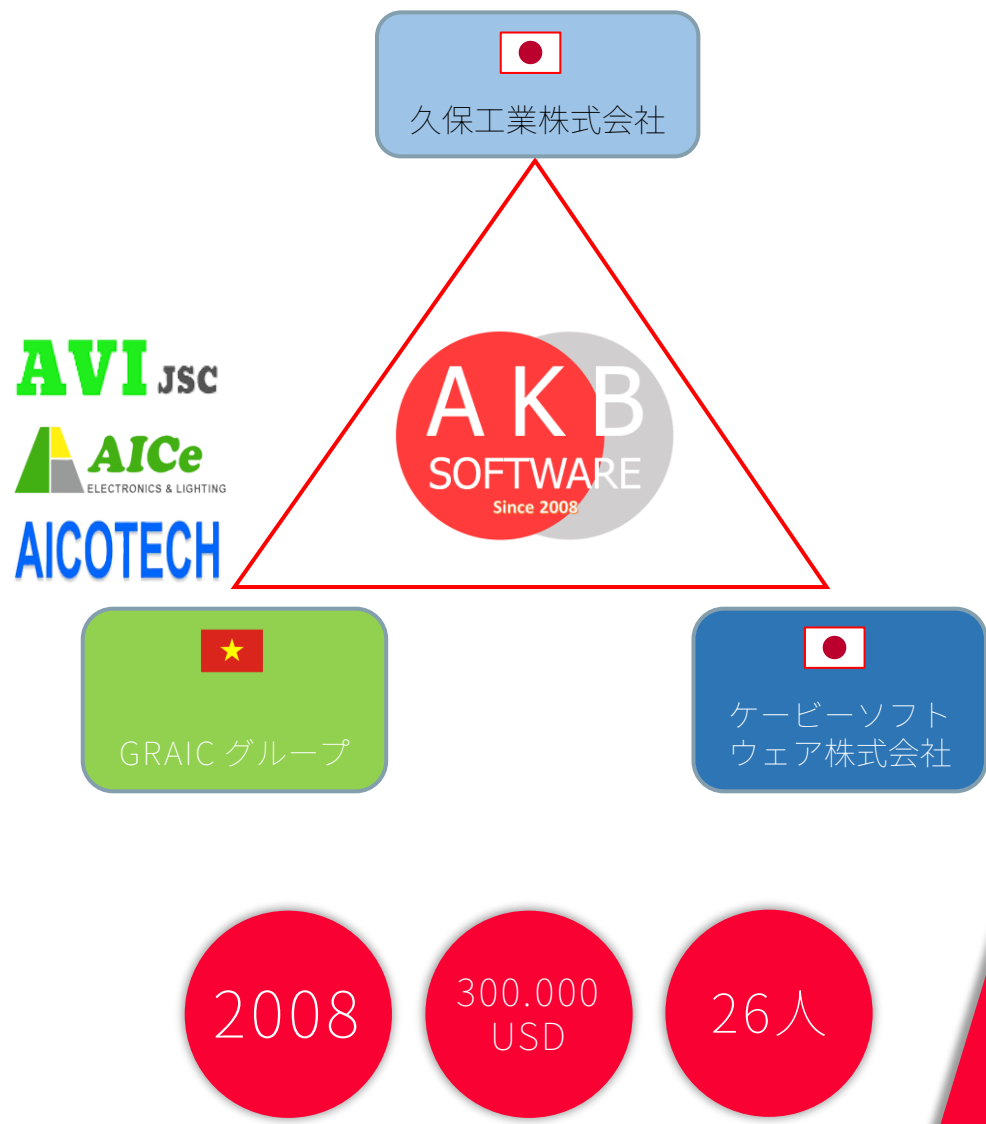 久保工業株式会社
AKB
SOFTWARE
Since 2008
AVI JSC
AICe
ELECTRONICS & LIGHTING
AICOTECH
GRAIC グループ
ケービーソフト
ウェア株式会社
2008
300.000
USD
26人